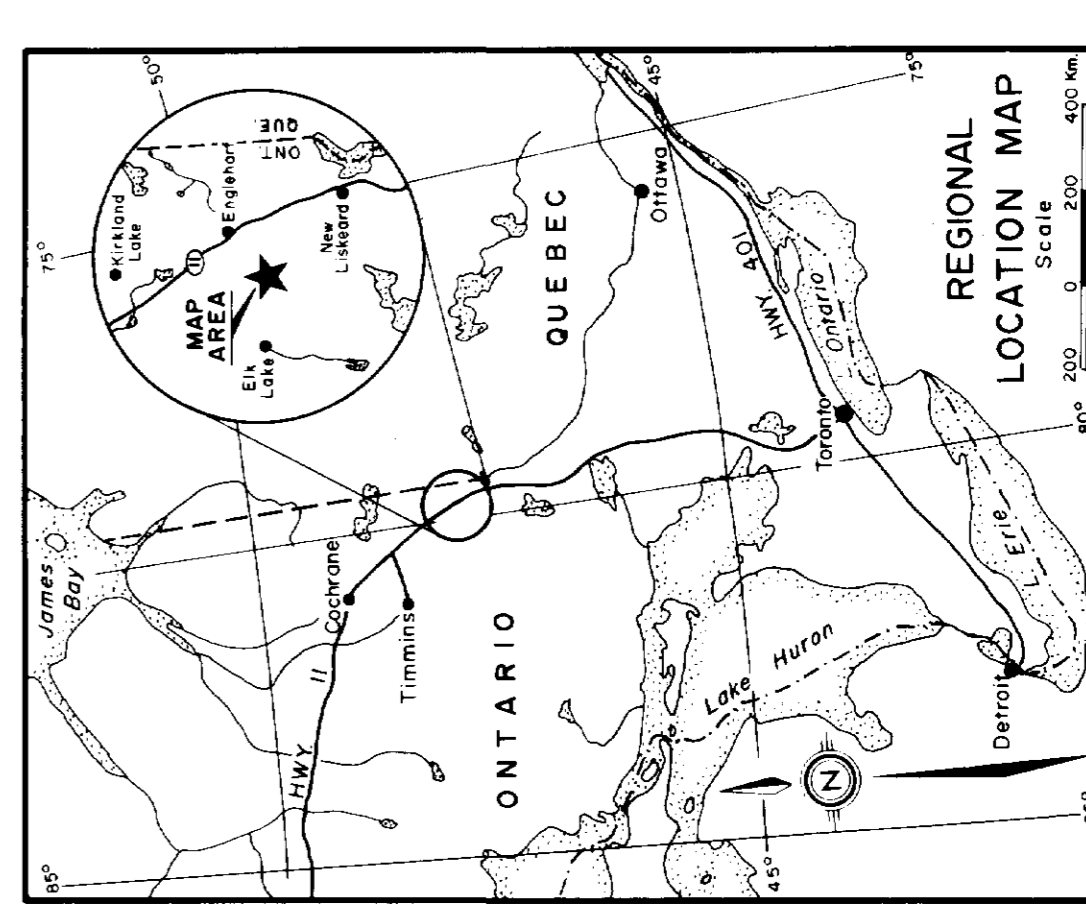 James
Bay
85°
HWY 11
Cochrane
Timmins
ONTARIO
QUEBEC
75°
50°
Kirkland
Lake
11
Englehart
ONT.
QUE.
New
Liskeard
MAP
AREA
Elk
Lake
45°
75°
Ottawa
HWY 401
Toronto
Ontario
L Erie
Lake Huron
Detroit
N
45°
80°
REGIONAL
LOCATION MAP
Scale
200 0 200 400 Km.